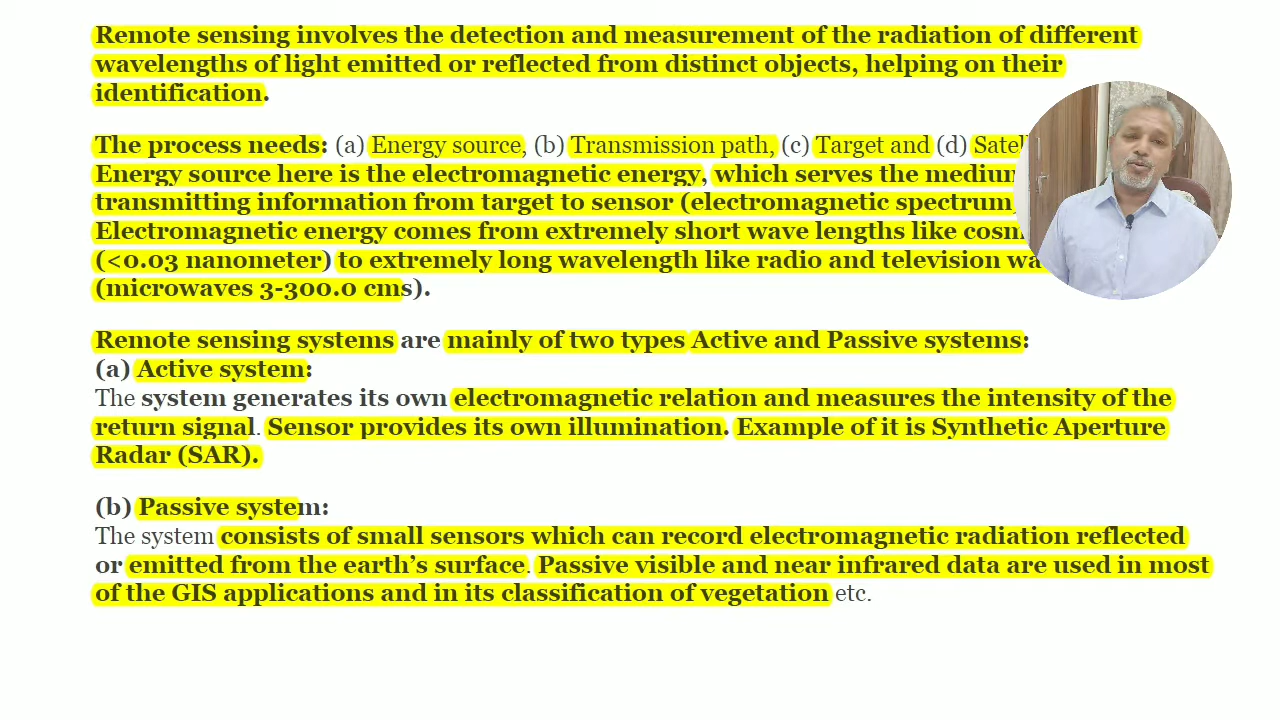 Remote sensing involves the detection and measurement of the radiation of different
wavelengths of light emitted or reflected from distinct objects, helping on their
identification.
The process needs: (a) Energy source, (b) Transmission path, (c) Target and (d)
Energy source here is the electromagnetic energy, which serves the medium
transmitting information from target to sensor (electromagnetic spectrum)
Electromagnetic energy comes from extremely short wave lengths like
(<0.03 nanometer) to extremely long wavelength like radio and television
(microwaves 3-300.0 cms).
Remote sensing systems are mainly of two types Active and Passive systems:
(a) Active system:
The system generates its own electromagnetic relation and measures the intensity of the
return signal. Sensor provides its own illumination. Example of it is Synthetic Aperture
Radar (SAR).
(b) Passive system:
The system consists of small sensors which can record electromagnetic radiation reflected
or emitted from the earth's surface. Passive visible and near infrared data are used in most
of the GIS applications and in its classification of vegetation etc.